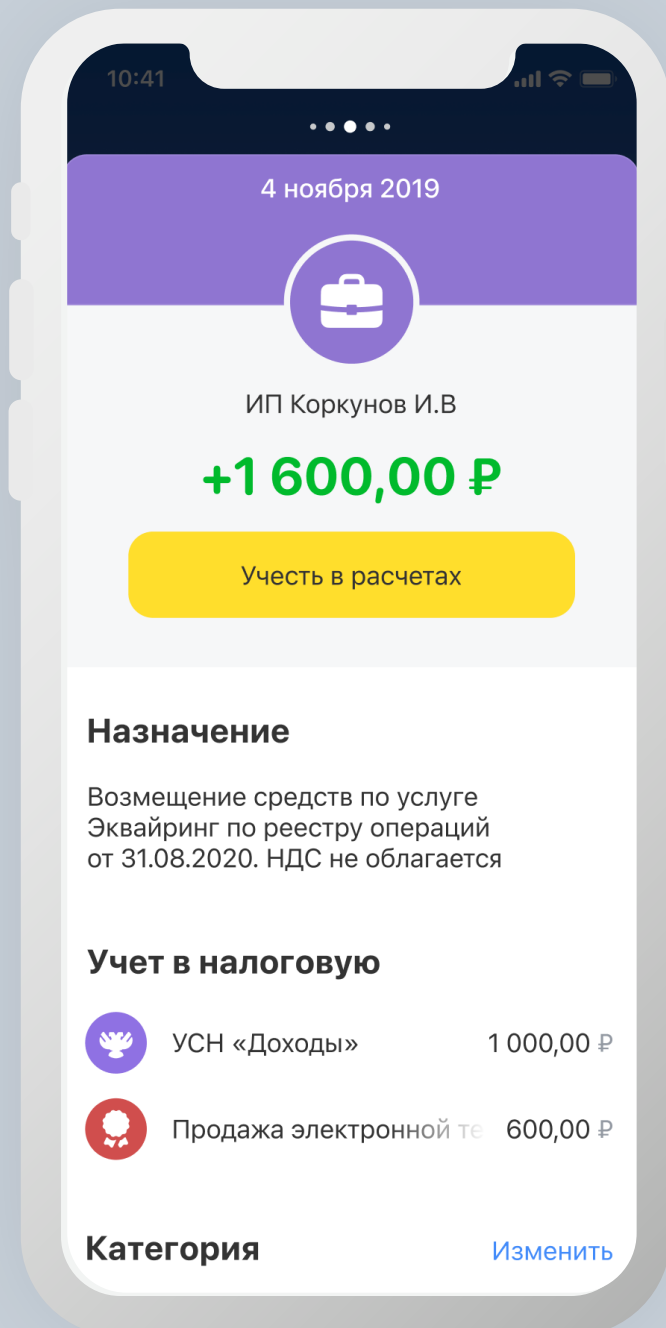 10:41
4 ноября 2019
ИП Коркунов И.В
+1 600,00 ₽
Учесть в расчетах
Назначение
Возмещение средств по услуге
Эквайринг по реестру операций
от 31.08.2020. НДС не облагается
Учет в налоговую
УСН «Доходы» 1 000,00 ₽
Продажа электронной 600,00 ₽
Категория Изменить